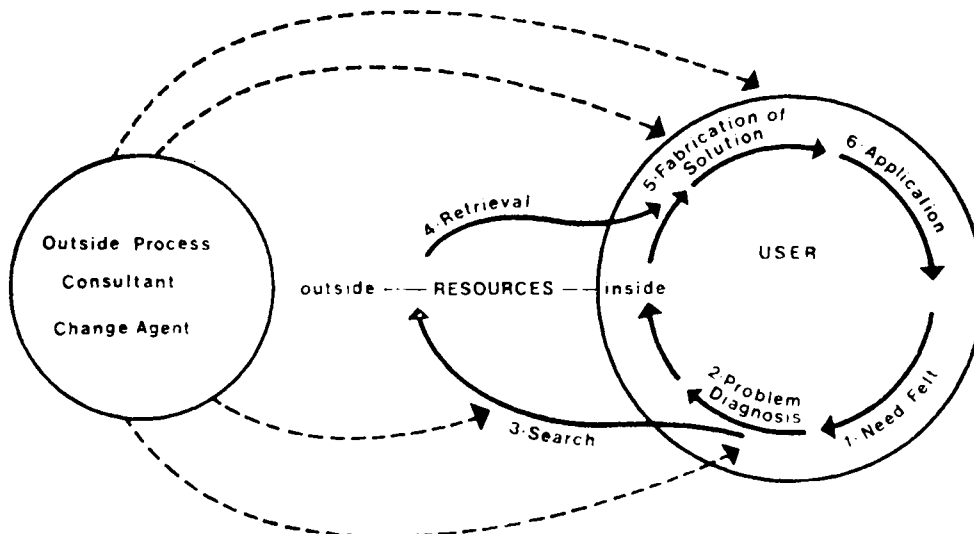 Outside Process
Consultant
Change Agent
4·Retrieval
outside — RESOURCES — inside
3·Search
USER
1·Need Felt
2·Problem
Diagnosis
5·Fabrication of
Solution
6·Application